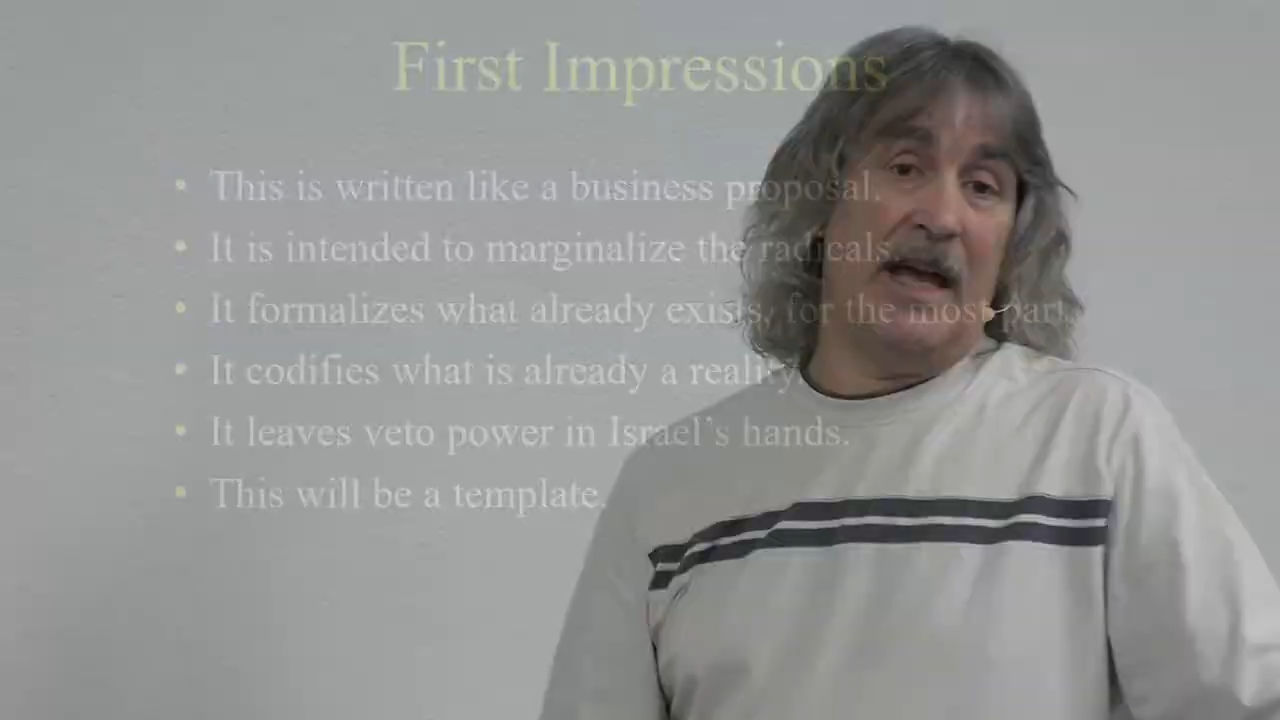 First Impressions
• This is written like a business proposal.
• It is intended to marginalize the radicals.
• It formalizes what already exists, for the most part.
• It codifies what is already a reality.
• It leaves veto power in Israel's hands.
• This will be a template.